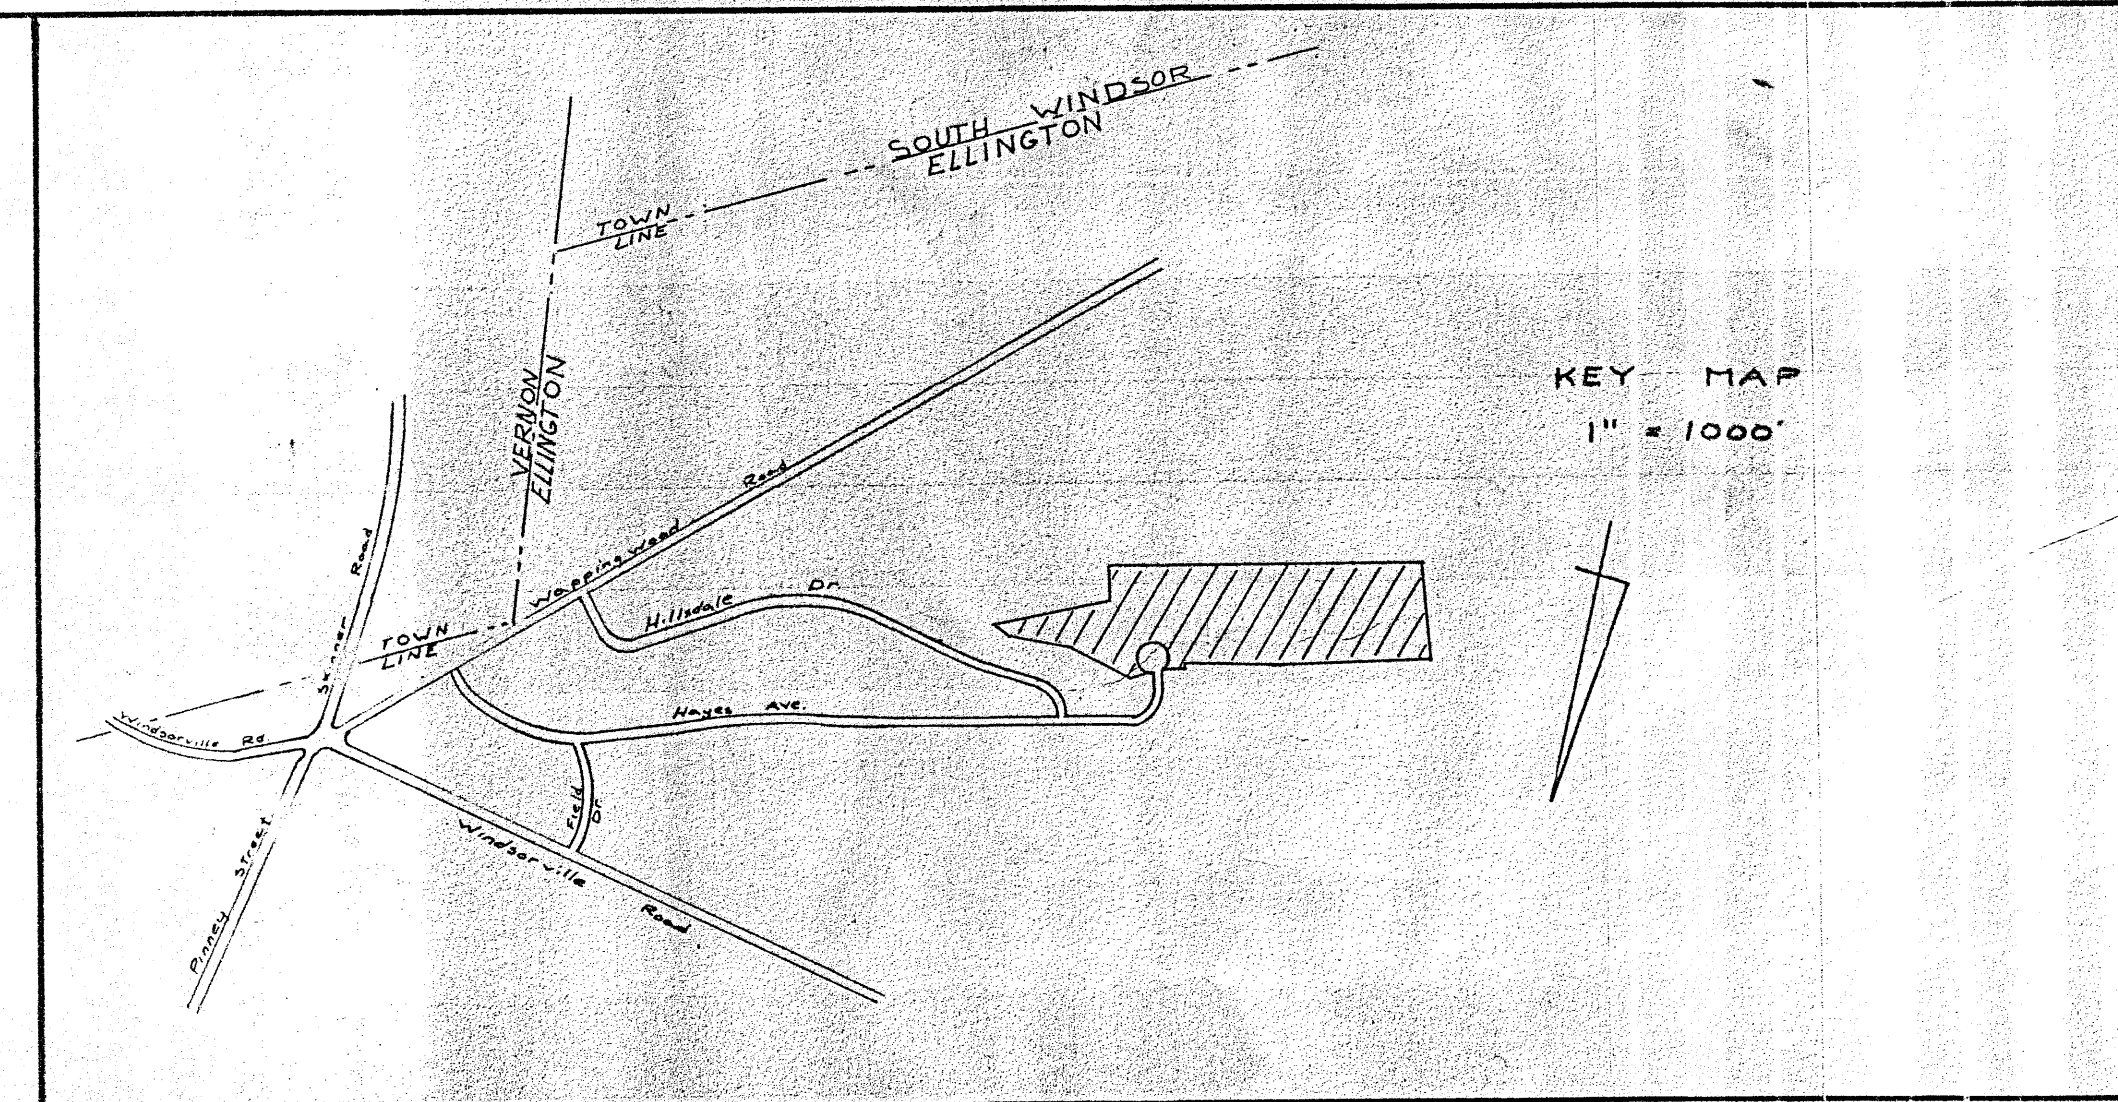 SOUTH WINDSOR
ELLINGTON
TOWN
LINE
VERNON
ELLINGTON
KEY MAP
1" = 1000'
Wapping Wood Road
Skinner Road
Hillsdale Dr.
TOWN
LINE
Hayes Ave.
Windsorville Rd.
Field Dr.
Windsorville Road
Pinney Street